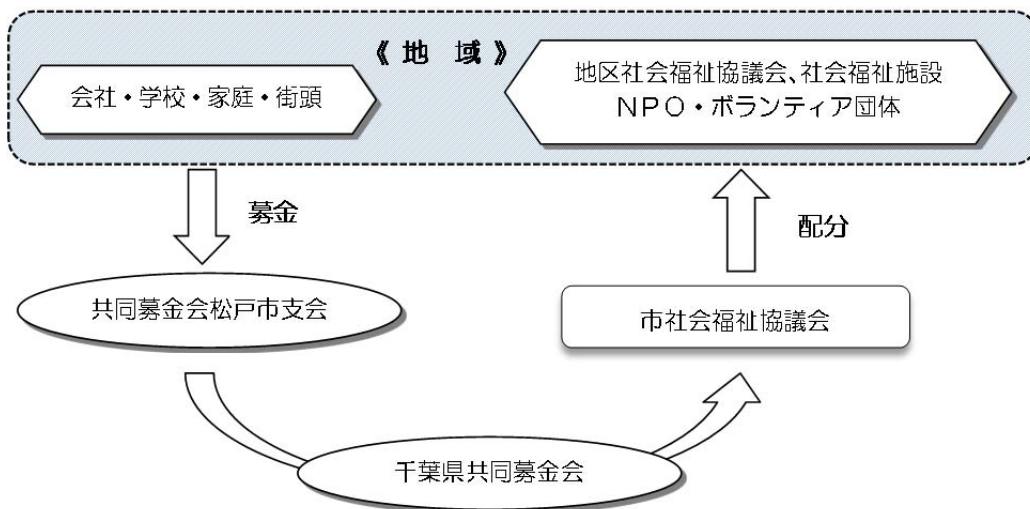 《 地 域 》
会社・学校・家庭・街頭
地区社会福祉協議会、社会福祉施設
NPO・ボランティア団体
募金
配分
共同募金会松戸市支会
市社会福祉協議会
千葉県共同募金会